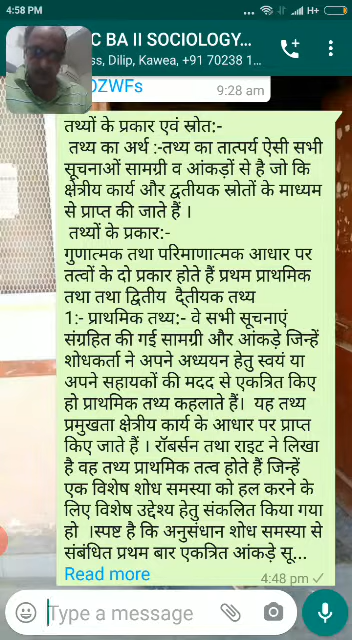 4:58 PM
H+
C BA II SOCIOLOGY...
ss, Dilip, Kawea, +91 70238 1...
OZWFs
9:28 am
तथ्यों के प्रकार एवं स्रोत:-
तथ्य का अर्थ :-तथ्य का तात्पर्य ऐसी सभी
सूचनाओं सामग्री व आंकड़ों से है जो कि
क्षेत्रीय कार्य और द्वतीयक स्रोतों के माध्यम
से प्राप्त की जाते हैं ।
तथ्यों के प्रकार:-
गुणात्मक तथा परिमाणात्मक आधार पर
तत्वों के दो प्रकार होते हैं प्रथम प्राथमिक
तथा तथा द्वितीय दैृतीयक तथ्य
1:- प्राथमिक तथ्य:- वे सभी सूचनाएं
संग्रहित की गई सामग्री और आंकड़े जिन्हें
शोधकर्ता ने अपने अध्ययन हेतु स्वयं या
अपने सहायकों की मदद से एकत्रित किए
हो प्राथमिक तथ्य कहलाते हैं। यह तथ्य
प्रमुखता क्षेत्रीय कार्य के आधार पर प्राप्त
किए जाते हैं । रॉबर्सन तथा राइट ने लिखा
है वह तथ्य प्राथमिक तत्व होते हैं जिन्हें
एक विशेष शोध समस्या को हल करने के
लिए विशेष उद्देश्य हेतु संकलित किया गया
हो ।स्पष्ट है कि अनुसंधान शोध समस्या से
संबंधित प्रथम बार एकत्रित आंकड़े सू...
Read more
4:48 pm
Type a message